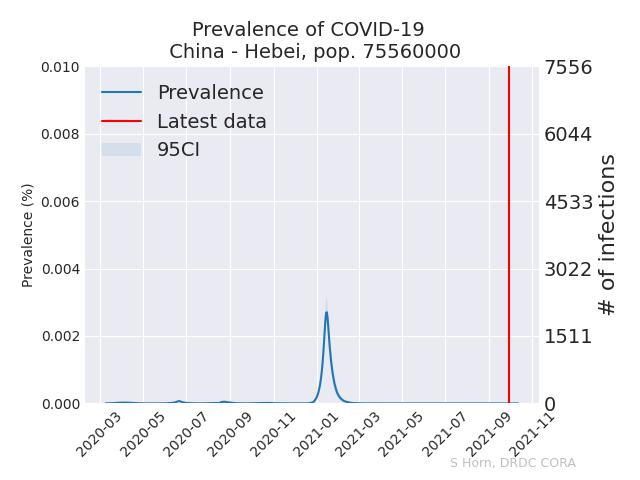 Prevalence of COVID-19
China - Hebei, pop. 75560000
Prevalence
Latest data
95CI
Prevalence (%)
0.010
0.008
0.006
0.004
0.002
0.000
7556
6044
4533
3022
1511
0
# of infections
2020-03
2020-05
2020-07
2020-09
2020-11
2021-01
2021-03
2021-05
2021-07
2021-09
2021-11
S Horn, DRDC CORA